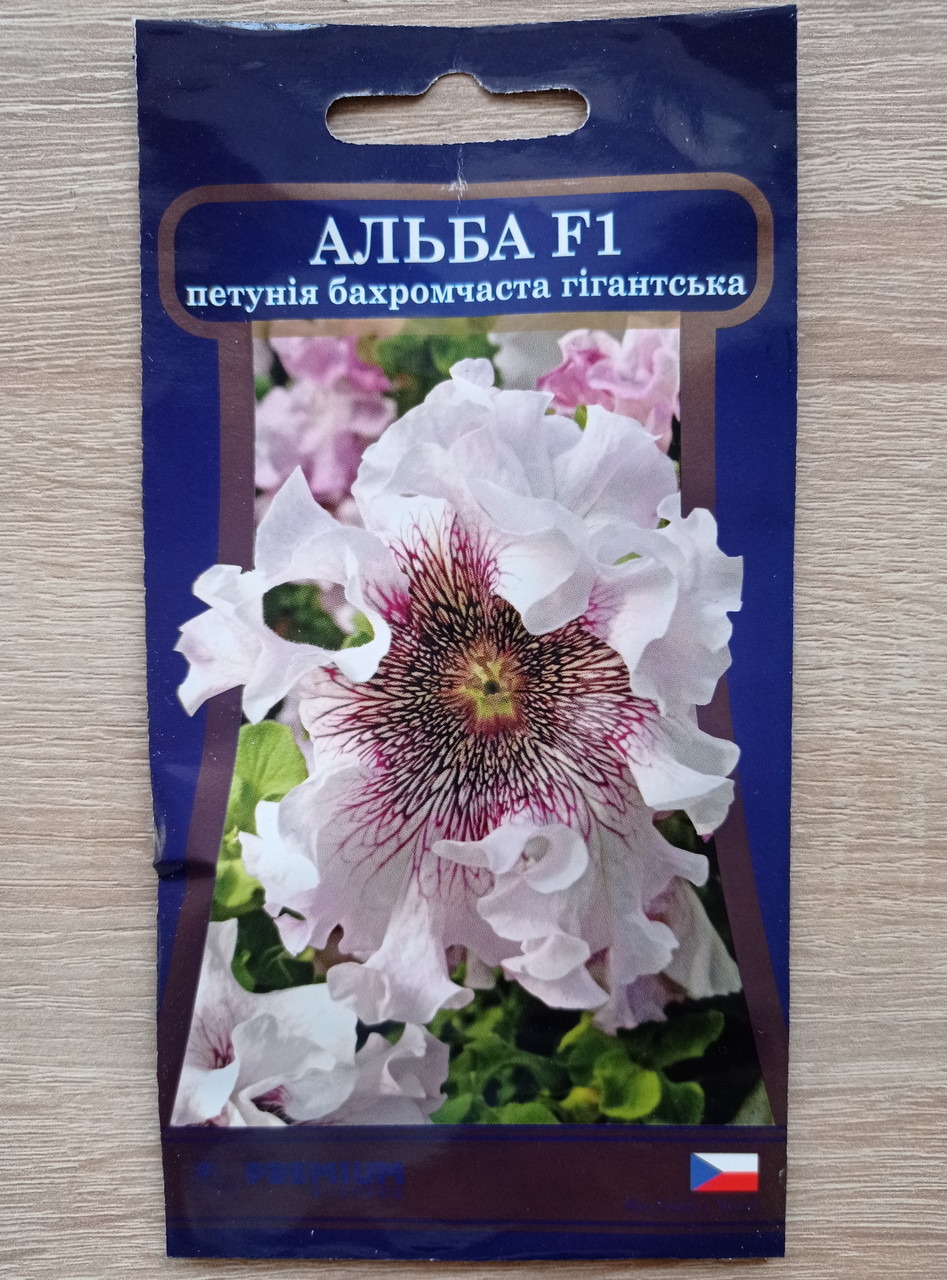 АЛЬБА F1
петунія бахромчаста гігантська
PREMIUM